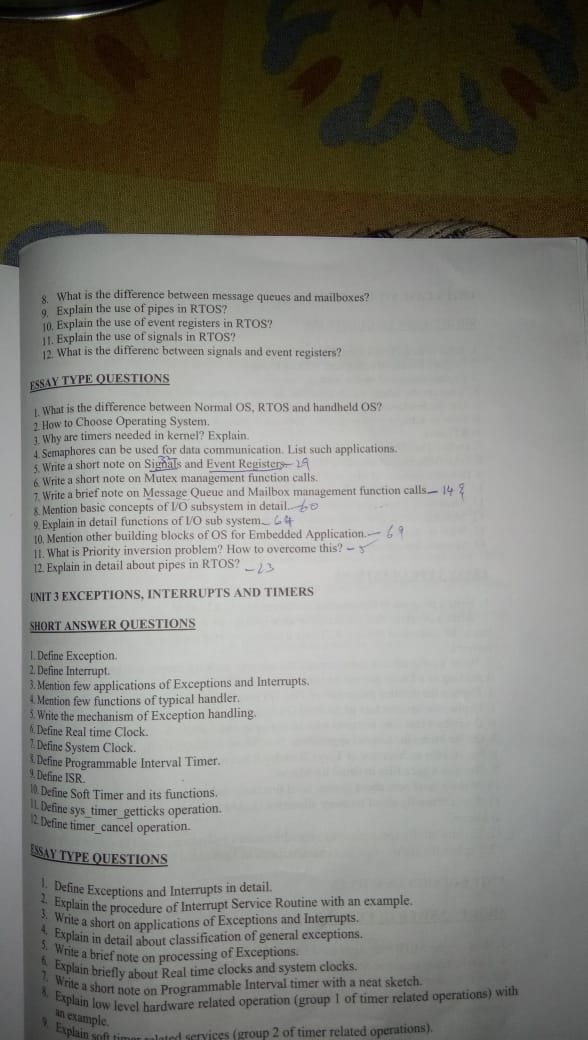 8. What is the difference between message queues and mailboxes?
9. Explain the use of pipes in RTOS?
10. Explain the use of event registers in RTOS?
11. Explain the use of signals in RTOS?
12. What is the differenc between signals and event registers?
ESSAY TYPE QUESTIONS
1. What is the difference between Normal OS, RTOS and handheld OS?
2. How to Choose Operating System.
3. Why are timers needed in kernel? Explain.
4. Semaphores can be used for data communication. List such applications.
5. Write a short note on Signals and Event Registers 29
6. Write a short note on Mutex management function calls.
7. Write a brief note on Message Queue and Mailbox management function calls. 14
8. Mention basic concepts of I/O subsystem in detail. 60
9. Explain in detail functions of I/O sub system. 64
10. Mention other building blocks of OS for Embedded Application. 69
11. What is Priority inversion problem? How to overcome this? - 5
12. Explain in detail about pipes in RTOS? - 23
UNIT 3 EXCEPTIONS, INTERRUPTS AND TIMERS
SHORT ANSWER QUESTIONS
1. Define Exception.
2. Define Interrupt.
3. Mention few applications of Exceptions and Interrupts.
4. Mention few functions of typical handler.
5. Write the mechanism of Exception handling.
6. Define Real time Clock.
7. Define System Clock.
8. Define Programmable Interval Timer.
9. Define ISR.
10. Define Soft Timer and its functions.
11. Define sys_timer_getticks operation.
12. Define timer_cancel operation.
ESSAY TYPE QUESTIONS
1. Define Exceptions and Interrupts in detail.
2. Explain the procedure of Interrupt Service Routine with an example.
3. Write a short on applications of Exceptions and Interrupts.
4. Explain in detail about classification of general exceptions.
5. Write a brief note on processing of Exceptions.
6. Explain briefly about Real time clocks and system clocks.
7. Write a short note on Programmable Interval timer with a neat sketch.
8. Explain low level hardware related operation (group 1 of timer related operations) with
an example.
9. Explain soft timer related services (group 2 of timer related operations).